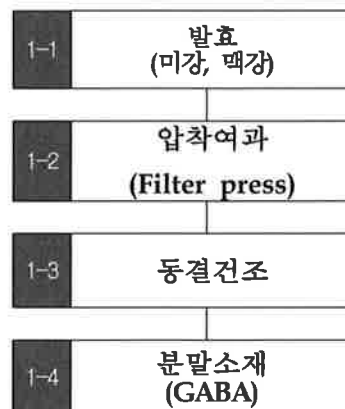 1-1
발효
(미강, 맥강)
1-2
압착여과
(Filter press)
1-3
동결건조
1-4
분말소재
(GABA)